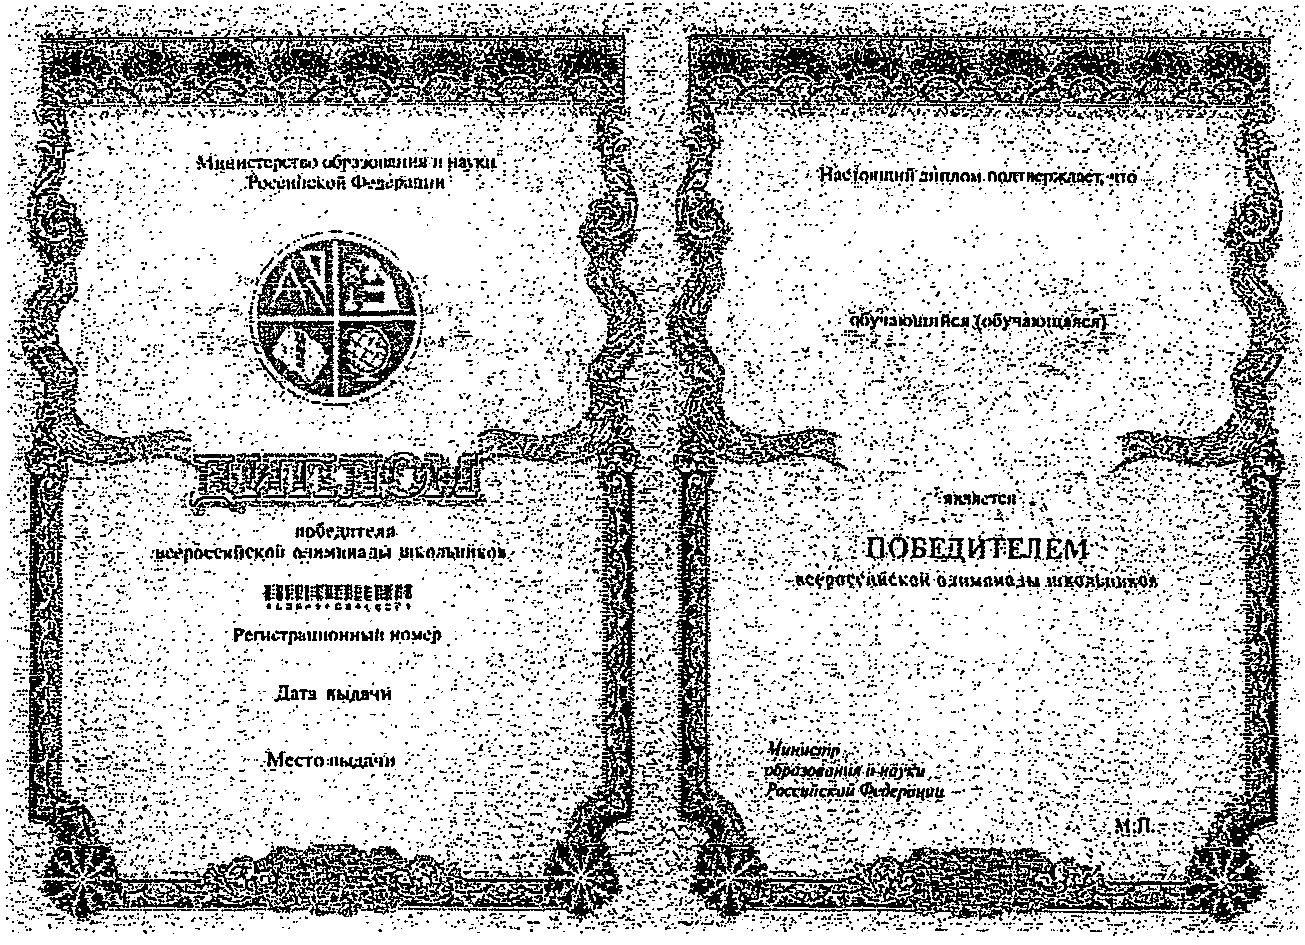 Министерство образования и науки
Российской Федерации
ДИПЛОМ
победителя
всероссийской олимпиады школьников
Регистрационный номер
Дата выдачи
Место выдачи
Настоящий диплом подтверждает, что
обучающийся (обучающаяся)
является
ПОБЕДИТЕЛЕМ
всероссийской олимпиады школьников
Министр
образования и науки
Российской Федерации
М.П.